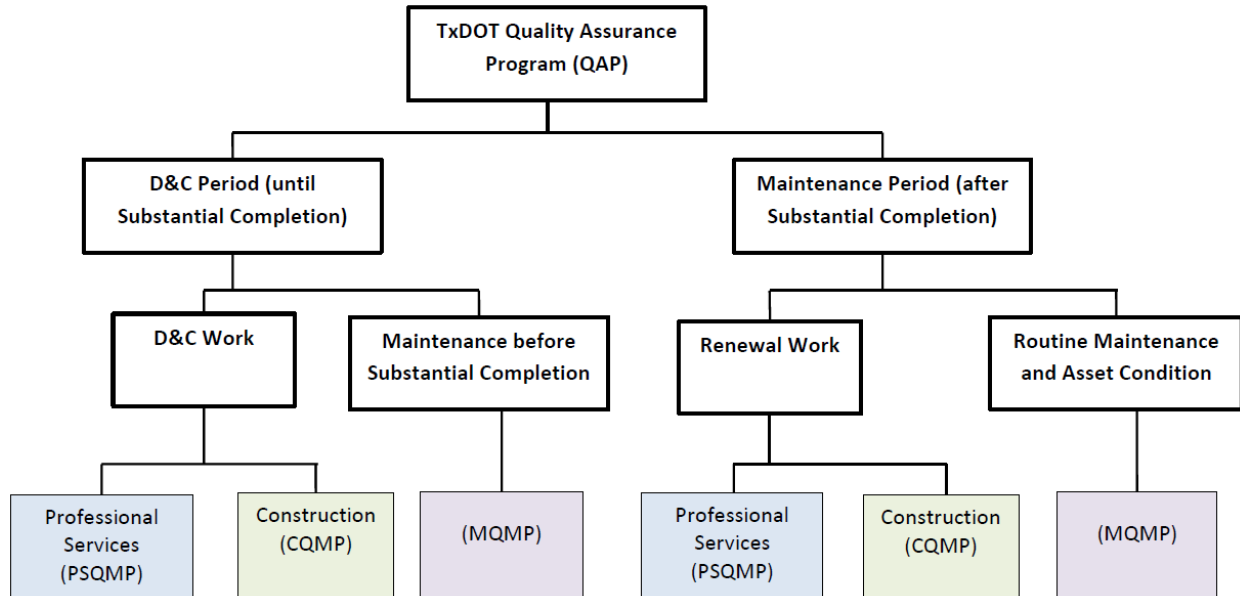 TxDOT Quality Assurance
Program (QAP)
D&C Period (until
Substantial Completion)
Maintenance Period (after
Substantial Completion)
D&C Work
Maintenance before
Substantial Completion
Renewal Work
Routine Maintenance
and Asset Condition
Professional
Services
(PSQMP)
Construction
(CQMP)
(MQMP)
Professional
Services
(PSQMP)
Construction
(CQMP)
(MQMP)